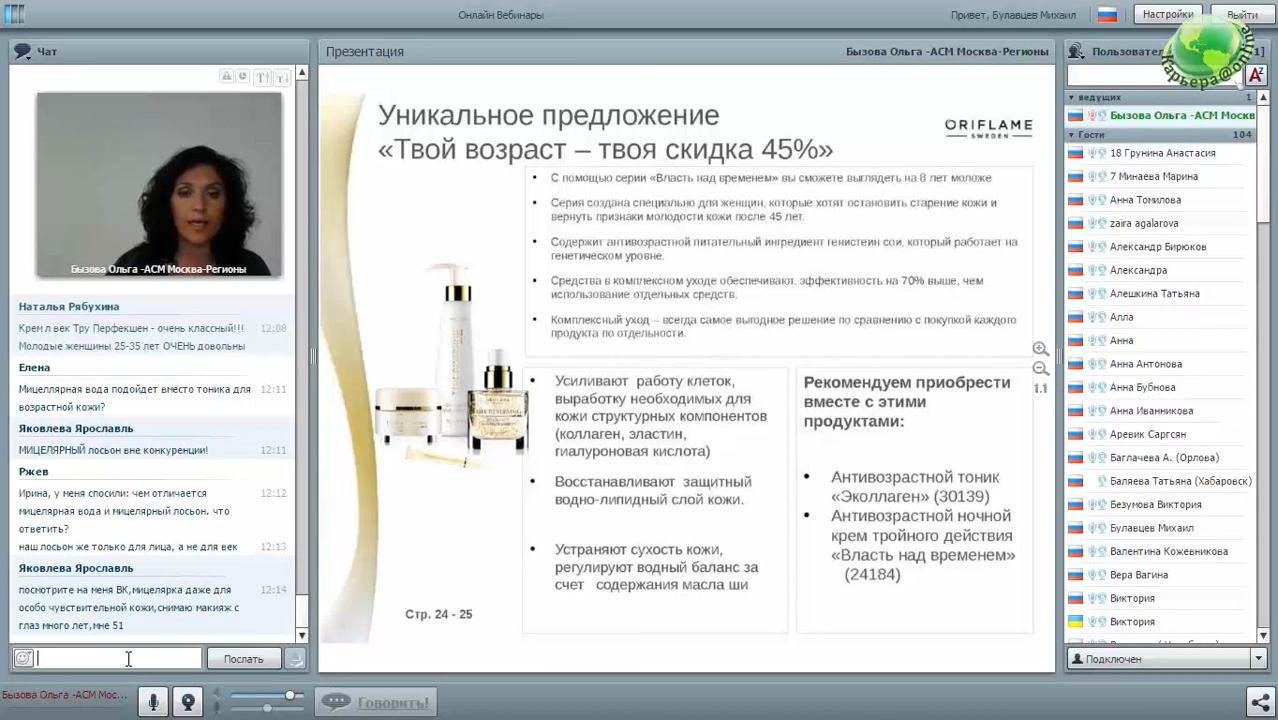 Онлайн Вебинары
Привет, Булавцев Михаил
Настройки
Выйти
Чат
Бызова Ольга -АСМ Москва-Регионы
Наталья Рябухина
Крем л век Тру Перфекшен - очень классный!!! 12:08
Молодые женщины 25-35 лет ОЧЕНЬ довольны
Елена
Мицеллярная вода подойдет вместо тоника для 12:11
возрастной кожи?
Яковлева Ярославль
МИЦЕЛЯРНЫЙ лосьон вне конкуренции! 12:11
Ржев
Ирина, у меня спосили: чем отличается 12:12
мицелярная вода и мицелярный лосьон. что
ответить?
наш лосьон же только для лица, а не для век 12:13
Яковлева Ярославль
посмотрите на меня ВК,мицелярка даже для 12:14
особо чувствительной кожи,снимаю макияж с
глаз много лет,мне 51
Послать
Бызова Ольга -АСМ Мос...
Говорить!
Презентация
Бызова Ольга -АСМ Москва-Регионы
Уникальное предложение
«Твой возраст – твоя скидка 45%»
ORIFLAME
SWEDEN
• С помощью серии «Власть над временем» вы сможете выглядеть на 8 лет моложе
• Серия создана специально для женщин, которые хотят остановить старение кожи и
вернуть признаки молодости кожи после 45 лет.
• Содержит антивозрастной питательный ингредиент генистеин сои, который работает на
генетическом уровне.
• Средства в комплексном уходе обеспечивают. эффективность на 70% выше, чем
использование отдельных средств.
• Комплексный уход – всегда самое выгодное решение по сравнению с покупкой каждого
продукта по отдельности.
• Усиливают работу клеток,
выработку необходимых для
кожи структурных компонентов
(коллаген, эластин,
гиалуроновая кислота)
• Восстанавливают защитный
водно-липидный слой кожи.
• Устраняют сухость кожи,
регулируют водный баланс за
счет содержания масла ши
Рекомендуем приобрести
вместе с этими
продуктами:
• Антивозрастной тоник
«Эколлаген» (30139)
• Антивозрастной ночной
крем тройного действия
«Власть над временем»
(24184)
Стр. 24 - 25
1.1
Карьера@online
Пользовате
1]
ведущих 1
Бызова Ольга -АСМ Москв
Гости 104
18 Грунина Анастасия
7 Минаева Марина
Анна Томилова
zaira agalarova
Александр Бирюков
Александра
Алешкина Татьяна
Алла
Анна
Анна Антонова
Анна Бубнова
Анна Иванникова
Аревик Саргсян
Баглачева А. (Орлова)
Баляева Татьяна (Хабаровск)
Безумова Виктория
Булавцев Михаил
Валентина Кожевникова
Вера Вагина
Виктория
Виктория
Подключен